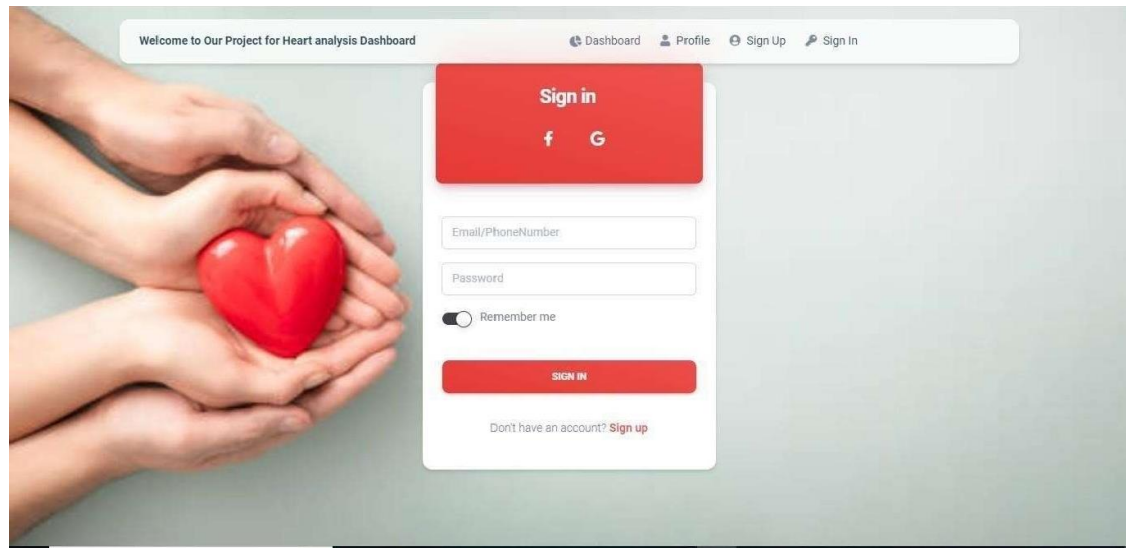 Welcome to Our Project for Heart analysis Dashboard
Dashboard
Profile
Sign Up
Sign In
Sign in
Email/PhoneNumber
Password
Remember me
SIGN IN
Don't have an account? Sign up